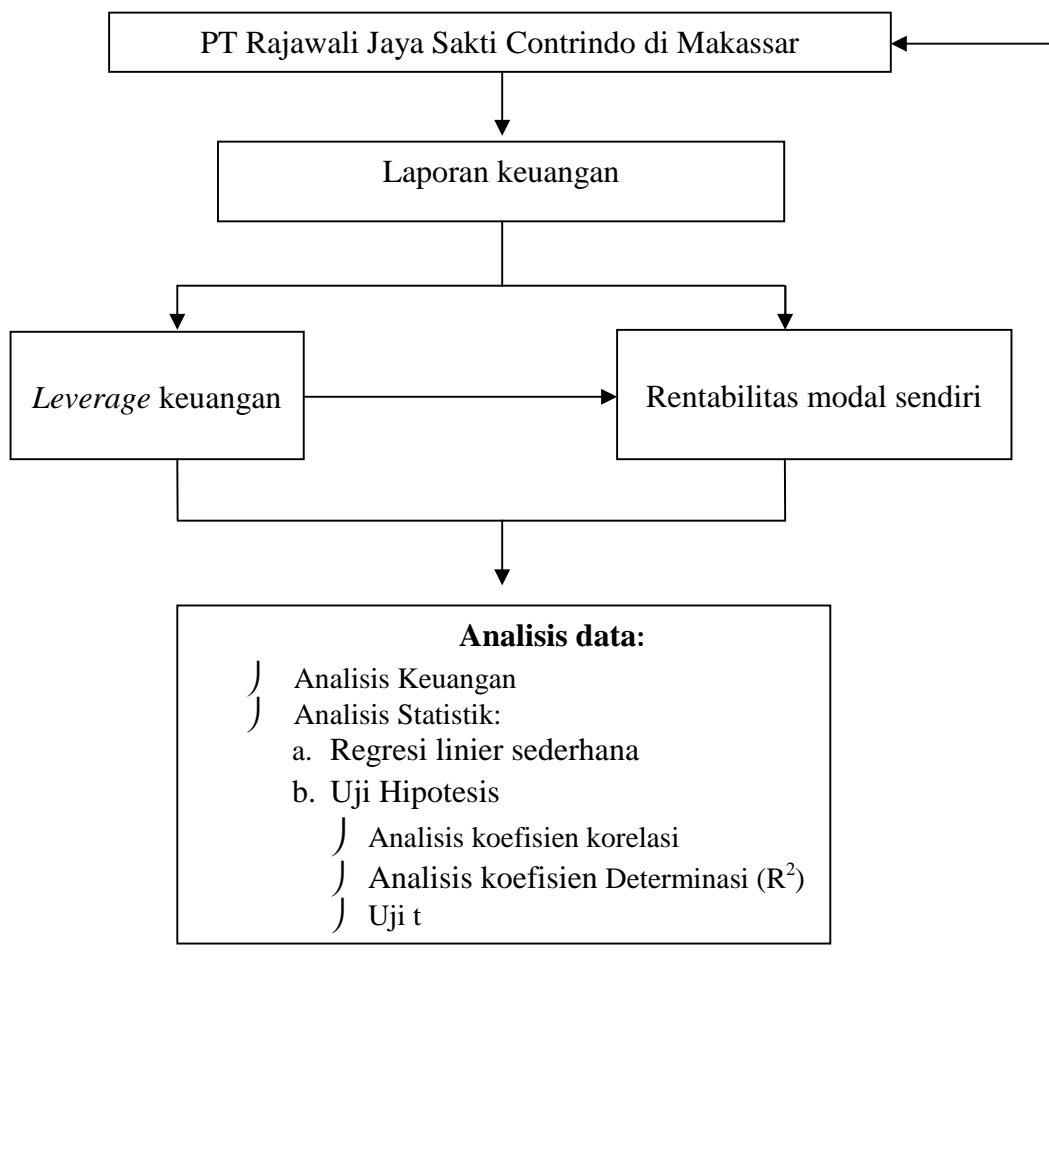 PT Rajawali Jaya Sakti Contrindo di Makassar
Laporan keuangan
Leverage keuangan
Rentabilitas modal sendiri
Analisis data:
Analisis Keuangan
Analisis Statistik:
a. Regresi linier sederhana
b. Uji Hipotesis
Analisis koefisien korelasi
Analisis koefisien Determinasi (R²)
Uji t